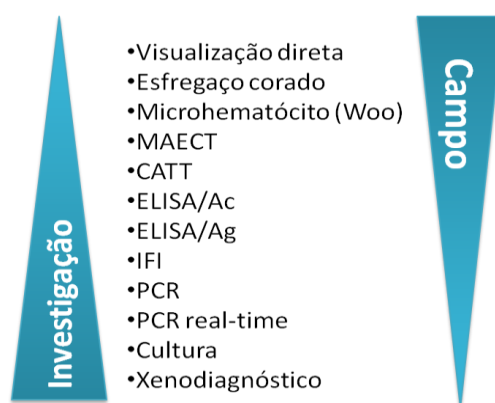 •Visualização direta
•Esfregaço corado
•Microhematócito (Woo)
•MAECT
•CATT
•ELISA/Ac
•ELISA/Ag
•IFI
•PCR
•PCR real-time
•Cultura
•Xenodiagnóstico
Investigação
Campo